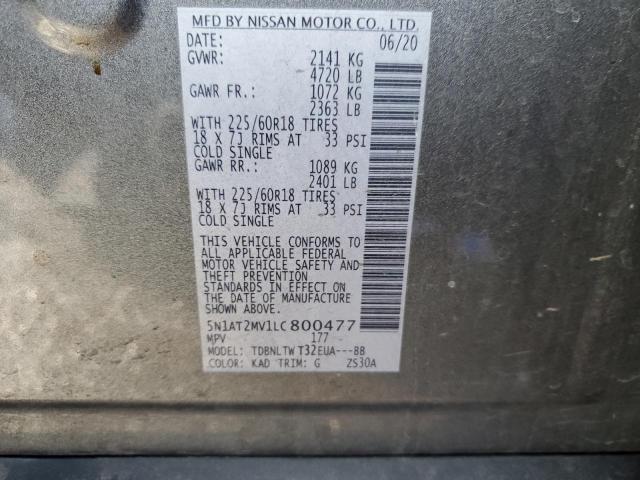 MFD BY NISSAN MOTOR CO., LTD.
DATE: 06/20
GVWR: 2141 KG
4720 LB
GAWR FR.: 1072 KG
2363 LB
WITH 225/60R18 TIRES
18 X 7J RIMS AT 33 PSI
COLD SINGLE
GAWR RR.: 1089 KG
2401 LB
WITH 225/60R18 TIRES
18 X 7J RIMS AT 33 PSI
COLD SINGLE
THIS VEHICLE CONFORMS TO
ALL APPLICABLE FEDERAL
MOTOR VEHICLE SAFETY AND
THEFT PREVENTION
STANDARDS IN EFFECT ON
THE DATE OF MANUFACTURE
SHOWN ABOVE.
5N1AT2MV1LC800477
MPV 177
MODEL: TDBNLTW T32EUA---BB
COLOR: KAD TRIM: G ZS30A